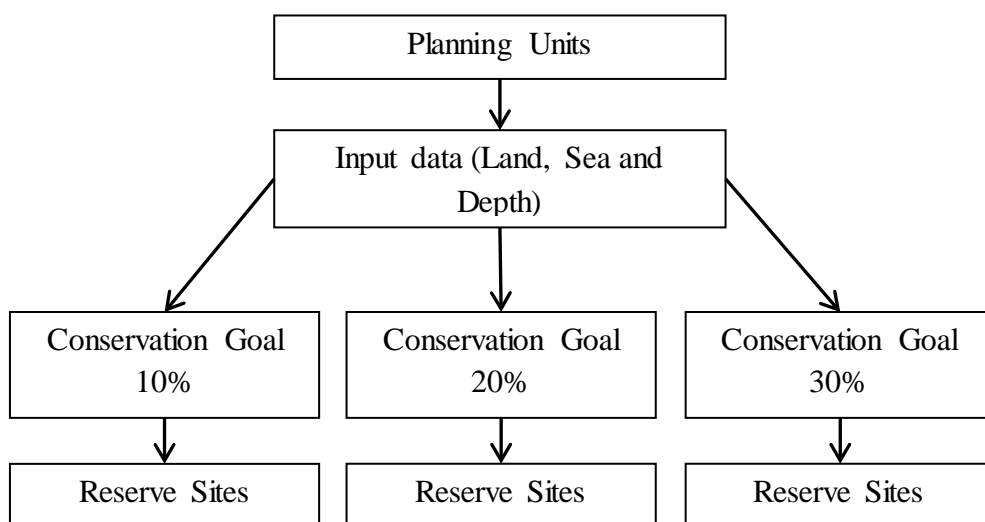 Planning Units
Input data (Land, Sea and
Depth)
Conservation Goal
10%
Conservation Goal
20%
Conservation Goal
30%
Reserve Sites
Reserve Sites
Reserve Sites